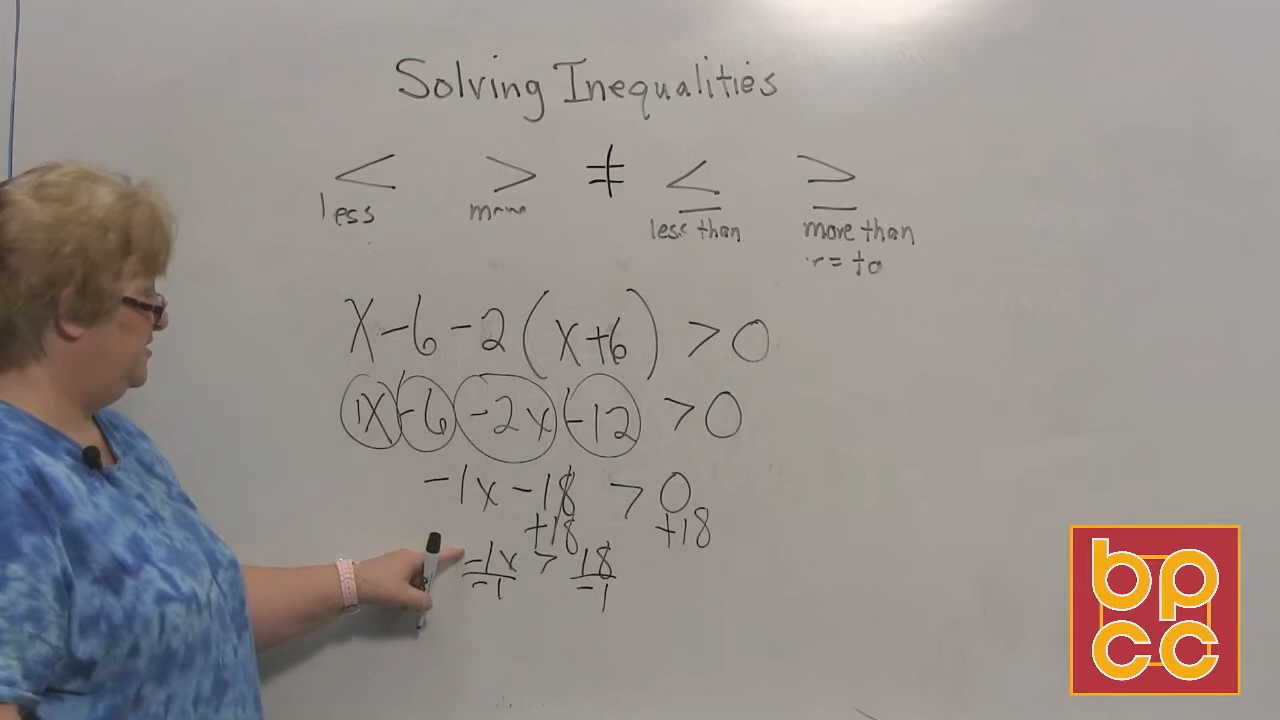 Solving Inequalities
< > ≠ ≤ ≥
less more less than more than
= to
x-6-2(x+6) > 0
1x -6 -2x -12 > 0
-1x - 18 > 0
+18 +18
-1x > 18
-1 -1
bp
cc